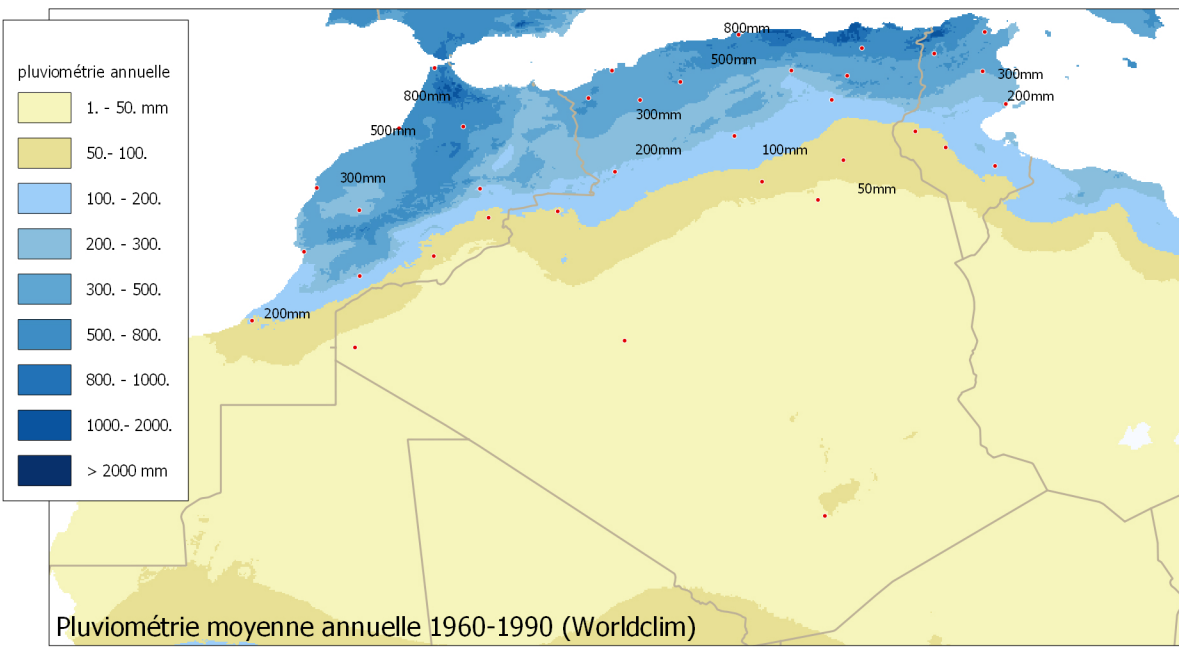 pluviométrie annuelle
1. - 50. mm
50.- 100.
100. - 200.
200. - 300.
300. - 500.
500. - 800.
800. - 1000.
1000.- 2000.
> 2000 mm
800mm
500mm
300mm
200mm
800mm
300mm
500mm
200mm
100mm
300mm
50mm
200mm
Pluviométrie moyenne annuelle 1960-1990 (Worldclim)